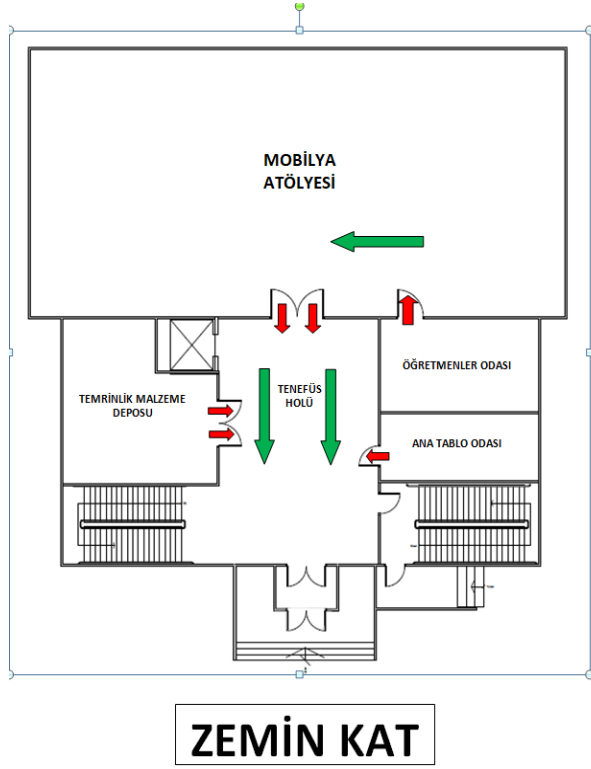 MOBİLYA
ATÖLYESİ
ÖĞRETMENLER ODASI
TENEFÜS
HOLÜ
TEMRİNLİK MALZEME
DEPOSU
ANA TABLO ODASI
ZEMİN KAT